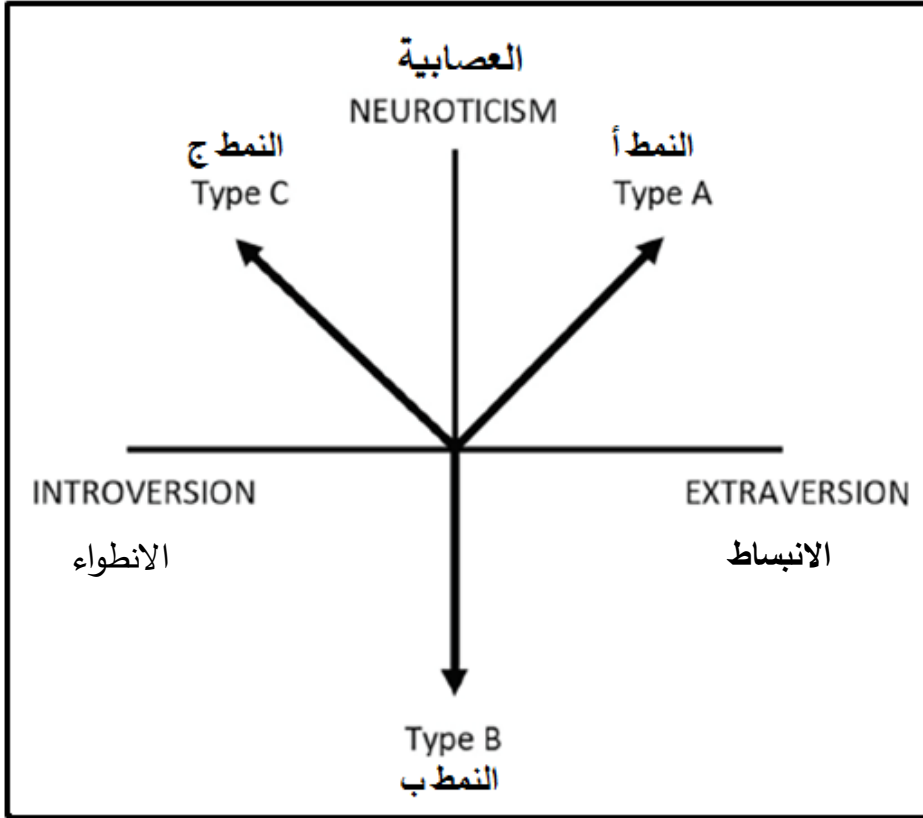 العصابية
NEUROTICISM
النمط ج
Type C
النمط أ
Type A
INTROVERSION
الانطواء
EXTRAVERSION
الانبساط
Type B
النمط ب